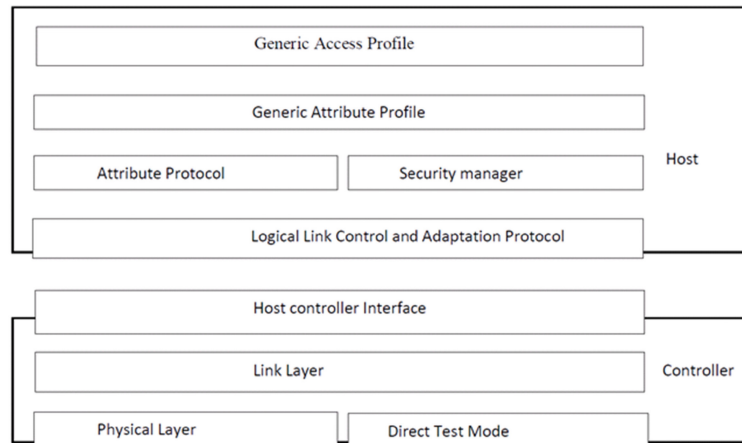 Generic Access Profile
Generic Attribute Profile
Attribute Protocol
Security manager
Host
Logical Link Control and Adaptation Protocol
Host controller Interface
Link Layer
Controller
Physical Layer
Direct Test Mode